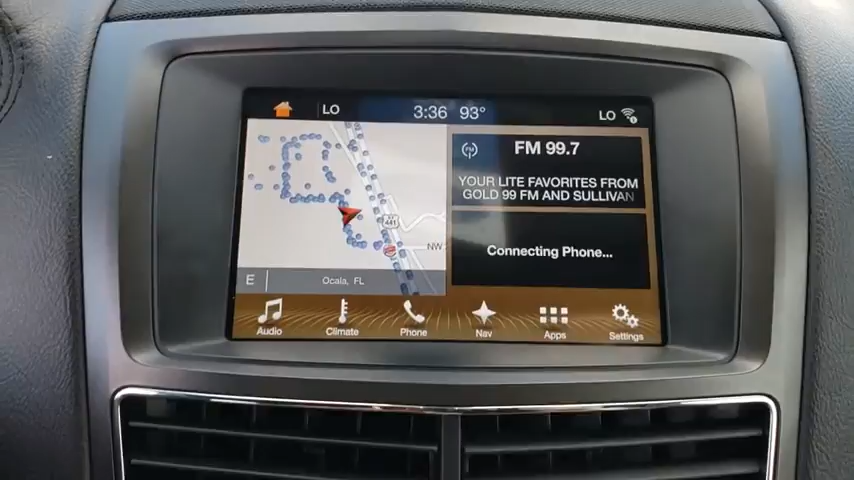 LO 3:36 93° LO
FM 99.7
YOUR LITE FAVORITES FROM
GOLD 99 FM AND SULLIVAN
441
NW
Connecting Phone...
E Ocala, FL
Audio Climate Phone Nav Apps Settings